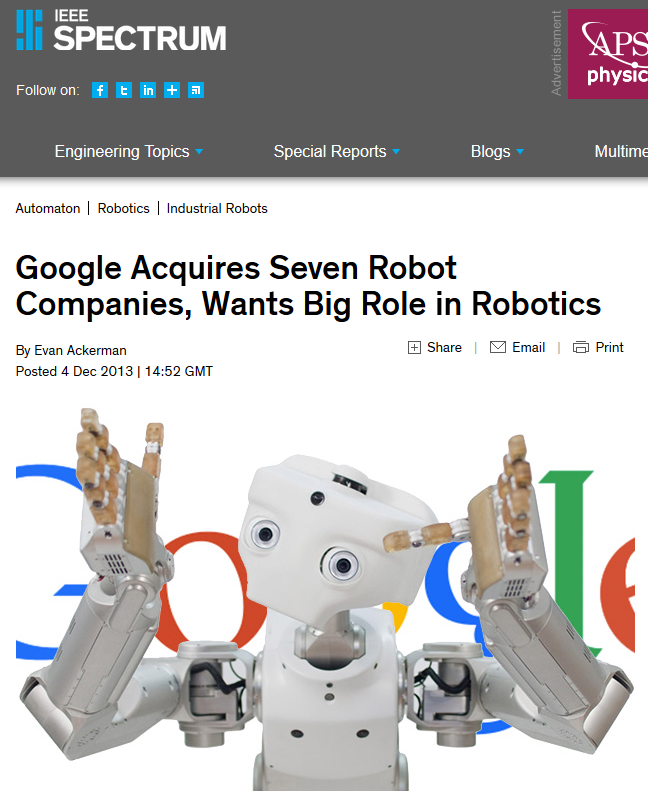 IEEE
SPECTRUM
Advertisement
APS
physic
Follow on:
Engineering Topics Special Reports Blogs Multime
Automaton | Robotics | Industrial Robots
Google Acquires Seven Robot
Companies, Wants Big Role in Robotics
By Evan Ackerman
Share | Email | Print
Posted 4 Dec 2013 | 14:52 GMT
Google